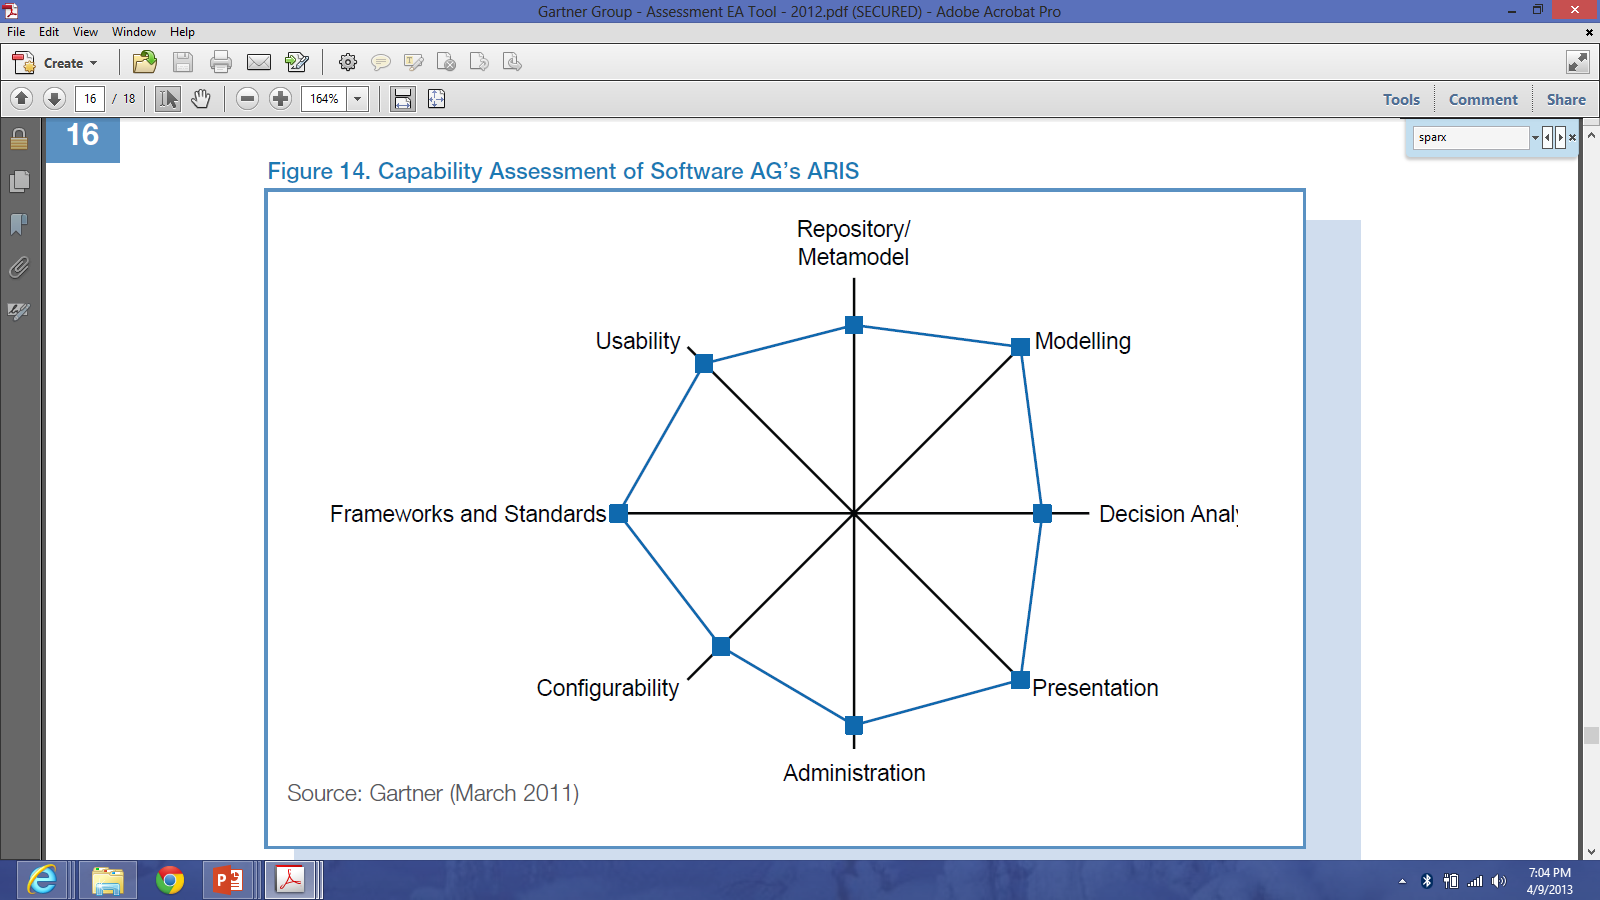 Gartner Group - Assessment EA Tool - 2012.pdf (SECURED) - Adobe Acrobat Pro
File Edit View Window Help
Create
16 / 18
164%
Tools Comment Share
sparx
16
Figure 14. Capability Assessment of Software AG's ARIS
Repository/
Metamodel
Usability
Modelling
Frameworks and Standards
Decision Anal
Configurability
Presentation
Administration
Source: Gartner (March 2011)
7:04 PM
4/9/2013